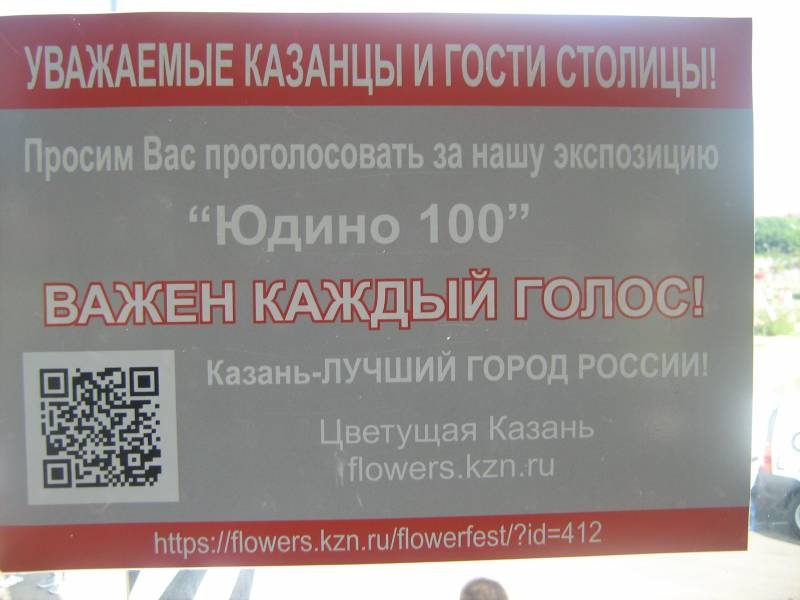 УВАЖАЕМЫЕ КАЗАНЦЫ И ГОСТИ СТОЛИЦЫ!
Просим Вас проголосовать за нашу экспозицию
“Юдино 100”
ВАЖЕН КАЖДЫЙ ГОЛОС!
Казань-ЛУЧШИЙ ГОРОД РОССИИ!
Цветущая Казань
flowers.kzn.ru
https://flowers.kzn.ru/flowerfest/?id=412